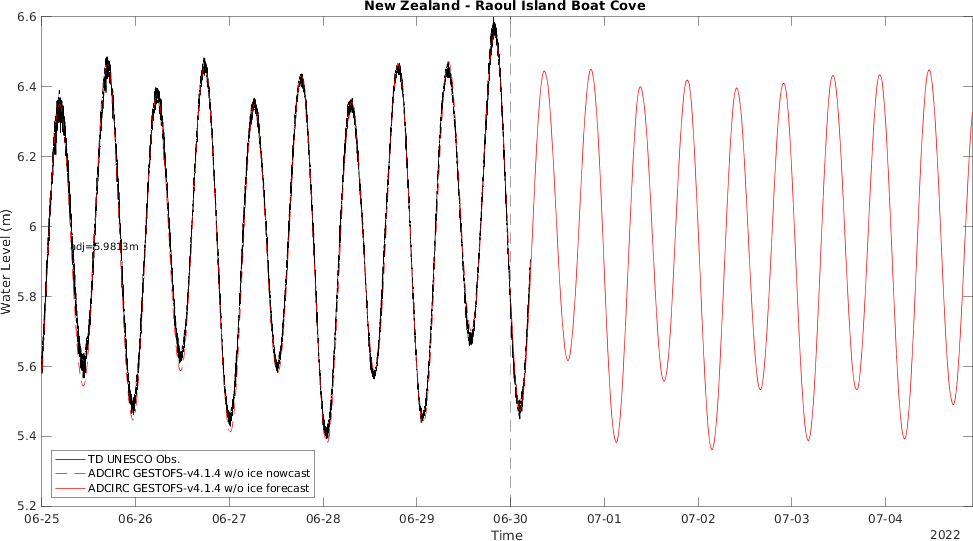 New Zealand - Raoul Island Boat Cove
6.6
6.4
6.2
6
5.8
5.6
5.4
5.2
Water Level (m)
adj=5.9813m
TD UNESCO Obs.
ADCIRC GESTOFS-v4.1.4 w/o ice nowcast
ADCIRC GESTOFS-v4.1.4 w/o ice forecast
06-25 06-26 06-27 06-28 06-29 06-30 07-01 07-02 07-03 07-04
Time
2022